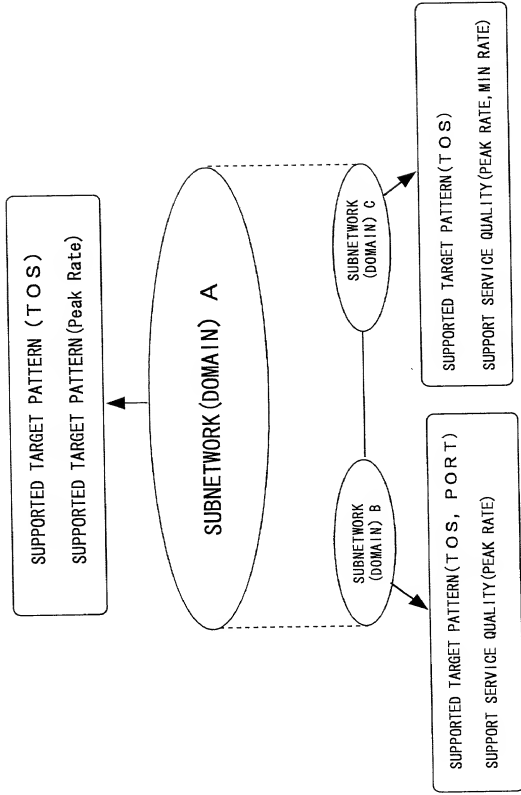 SUPPORTED TARGET PATTERN (TOS)
SUPPORTED TARGET PATTERN (Peak Rate)
SUBNETWORK (DOMAIN) A
SUBNETWORK
(DOMAIN) B
SUBNETWORK
(DOMAIN) C
SUPPORTED TARGET PATTERN (TOS, PORT)
SUPPORT SERVICE QUALITY (PEAK RATE)
SUPPORTED TARGET PATTERN (TOS)
SUPPORT SERVICE QUALITY (PEAK RATE, MIN RATE)